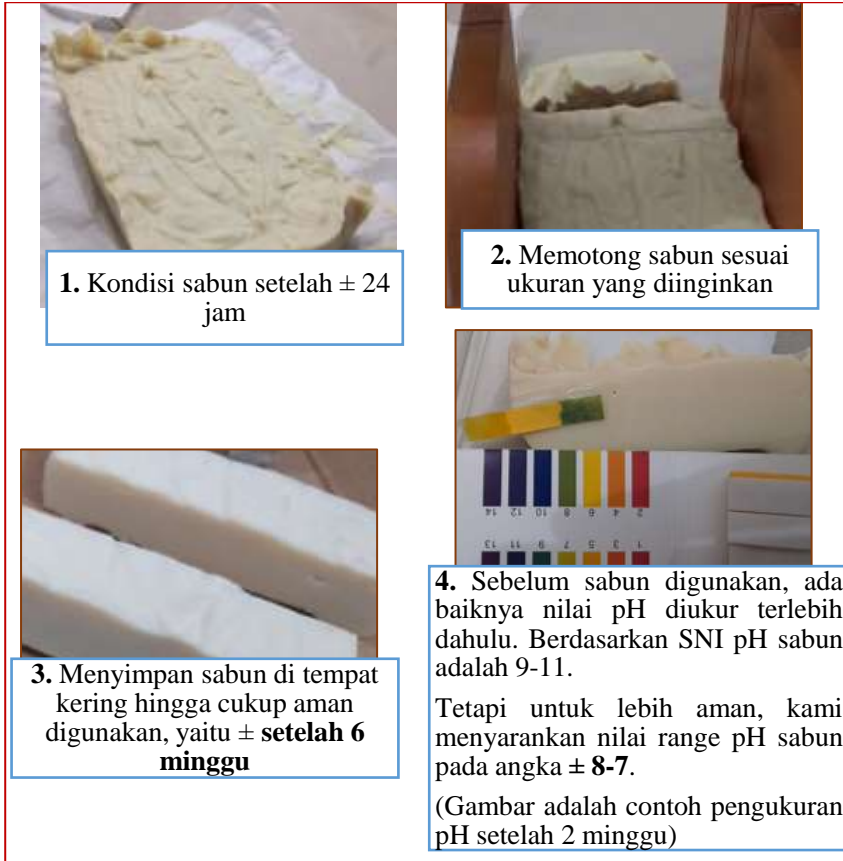 1. Kondisi sabun setelah ± 24
jam
2. Memotong sabun sesuai
ukuran yang diinginkan
3. Menyimpan sabun di tempat
kering hingga cukup aman
digunakan, yaitu ± setelah 6
minggu
14 12 10 8 6 4 2
13 11 9 7 5 3 1
4. Sebelum sabun digunakan, ada
baiknya nilai pH diukur terlebih
dahulu. Berdasarkan SNI pH sabun
adalah 9-11.
Tetapi untuk lebih aman, kami
menyarankan nilai range pH sabun
pada angka ± 8-7.
(Gambar adalah contoh pengukuran
pH setelah 2 minggu)